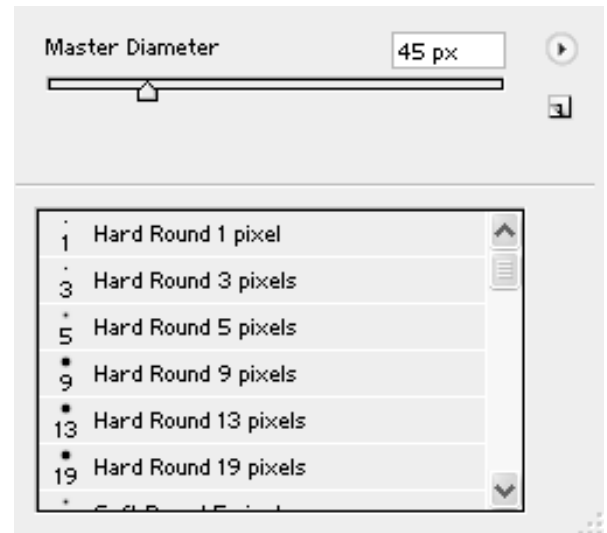 Master Diameter 45 px
1 Hard Round 1 pixel
3 Hard Round 3 pixels
5 Hard Round 5 pixels
9 Hard Round 9 pixels
13 Hard Round 13 pixels
19 Hard Round 19 pixels